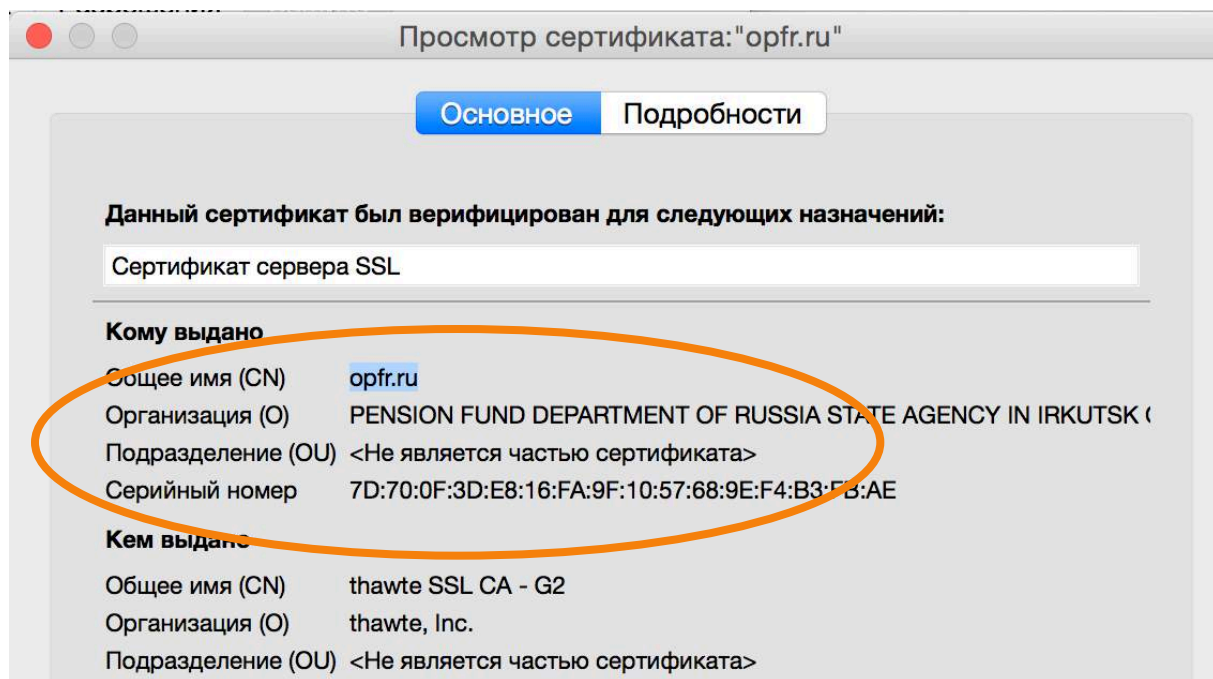 Просмотр сертификата:"opfr.ru"
Основное Подробности
Данный сертификат был верифицирован для следующих назначений:
Сертификат сервера SSL
Кому выдано
Общее имя (CN) opfr.ru
Организация (O) PENSION FUND DEPARTMENT OF RUSSIA STATE AGENCY IN IRKUTSK
Подразделение (OU) <Не является частью сертификата>
Серийный номер 7D:70:0F:3D:E8:16:FA:9F:10:57:68:9E:F4:B3:FB:AE
Кем выдано
Общее имя (CN) thawte SSL CA - G2
Организация (O) thawte, Inc.
Подразделение (OU) <Не является частью сертификата>